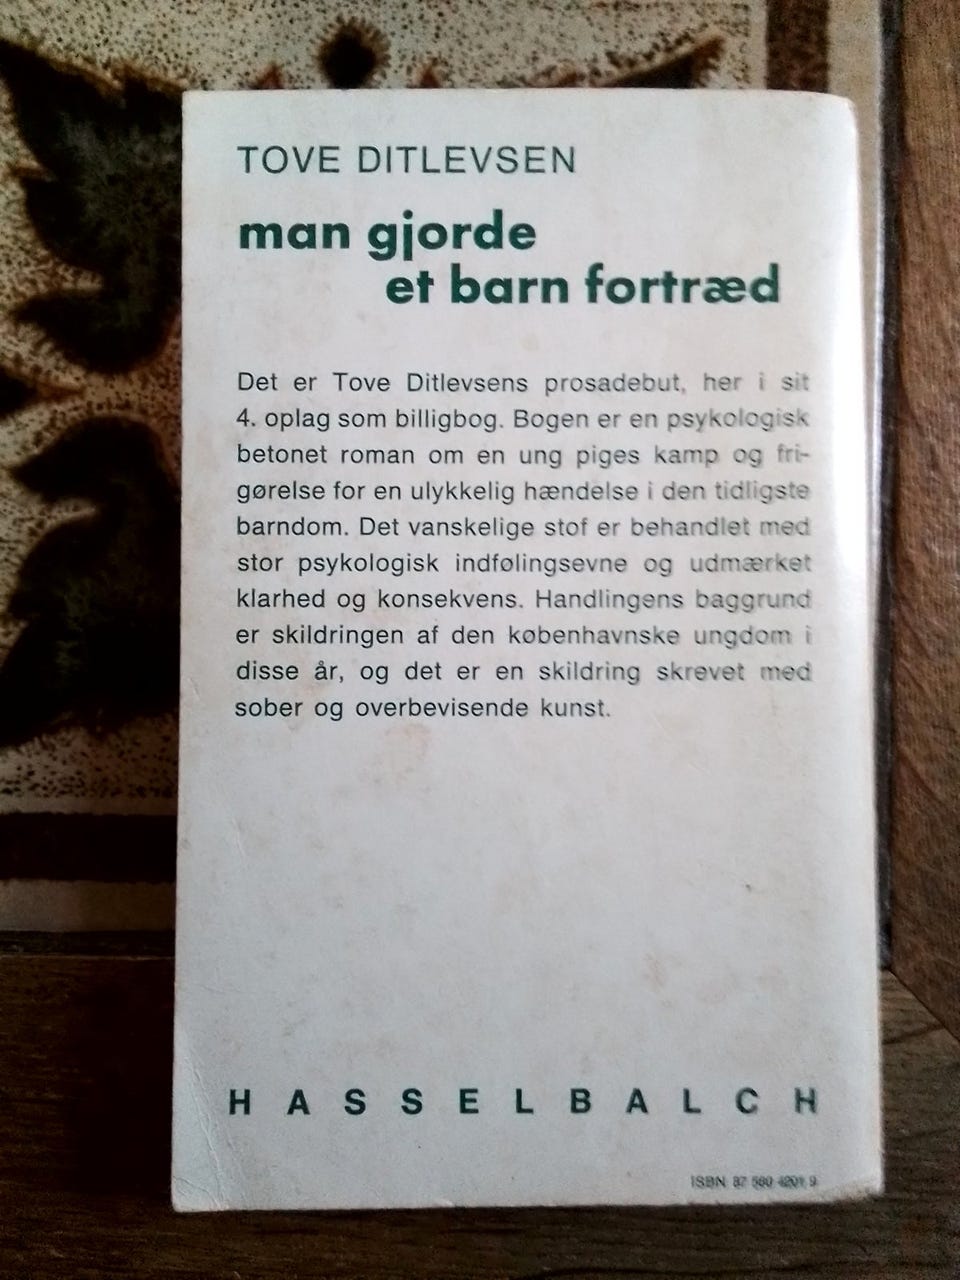 TOVE DITLEVSEN
man gjorde
et barn fortræd
Det er Tove Ditlevsens prosadebut, her i sit
4. oplag som billigbog. Bogen er en psykologisk
betonet roman om en ung piges kamp og fri-
gørelse for en ulykkelig hændelse i den tidligste
barndom. Det vanskelige stof er behandlet med
stor psykologisk indfølingsevne og udmærket
klarhed og konsekvens. Handlingens baggrund
er skildringen af den københavnske ungdom i
disse år, og det er en skildring skrevet med
sober og overbevisende kunst.
HASSELBALCH
ISBN 87 560 4201 9